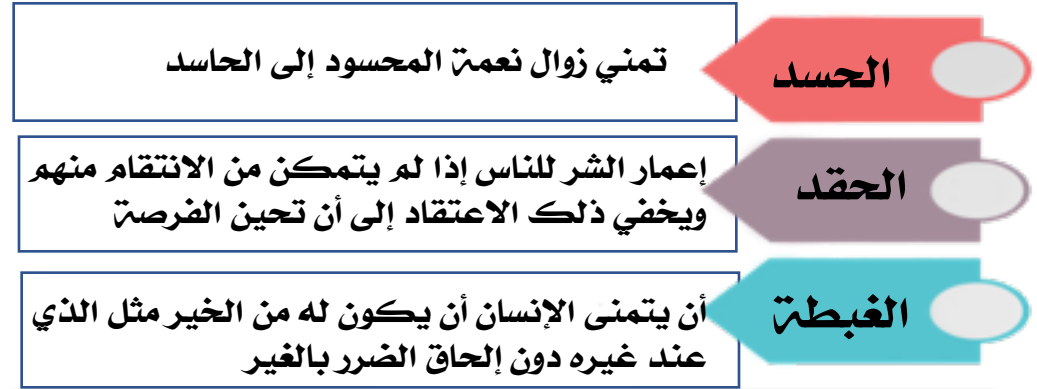 الحسد
تمني زوال نعمة المحسود إلى الحاسد
الحقد
إعمار الشر للناس إذا لم يتمكن من الانتقام منهم
ويخفي ذلك الاعتقاد إلى أن تحين الفرصة
الغبطة
أن يتمنى الإنسان أن يكون له من الخير مثل الذي
عند غيره دون إلحاق الضرر بالغير